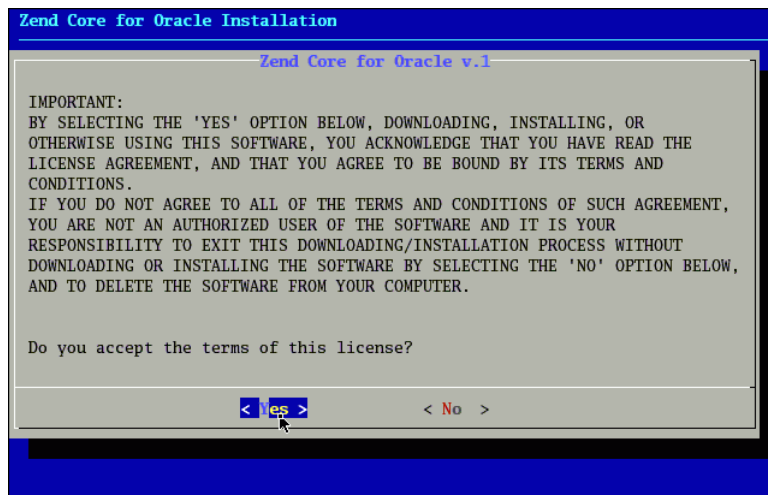 Zend Core for Oracle Installation
Zend Core for Oracle v.1
IMPORTANT:
BY SELECTING THE 'YES' OPTION BELOW, DOWNLOADING, INSTALLING, OR
OTHERWISE USING THIS SOFTWARE, YOU ACKNOWLEDGE THAT YOU HAVE READ THE
LICENSE AGREEMENT, AND THAT YOU AGREE TO BE BOUND BY ITS TERMS AND
CONDITIONS.
IF YOU DO NOT AGREE TO ALL OF THE TERMS AND CONDITIONS OF SUCH AGREEMENT,
YOU ARE NOT AN AUTHORIZED USER OF THE SOFTWARE AND IT IS YOUR
RESPONSIBILITY TO EXIT THIS DOWNLOADING/INSTALLATION PROCESS WITHOUT
DOWNLOADING OR INSTALLING THE SOFTWARE BY SELECTING THE 'NO' OPTION BELOW,
AND TO DELETE THE SOFTWARE FROM YOUR COMPUTER.
Do you accept the terms of this license?
< Yes > < No >